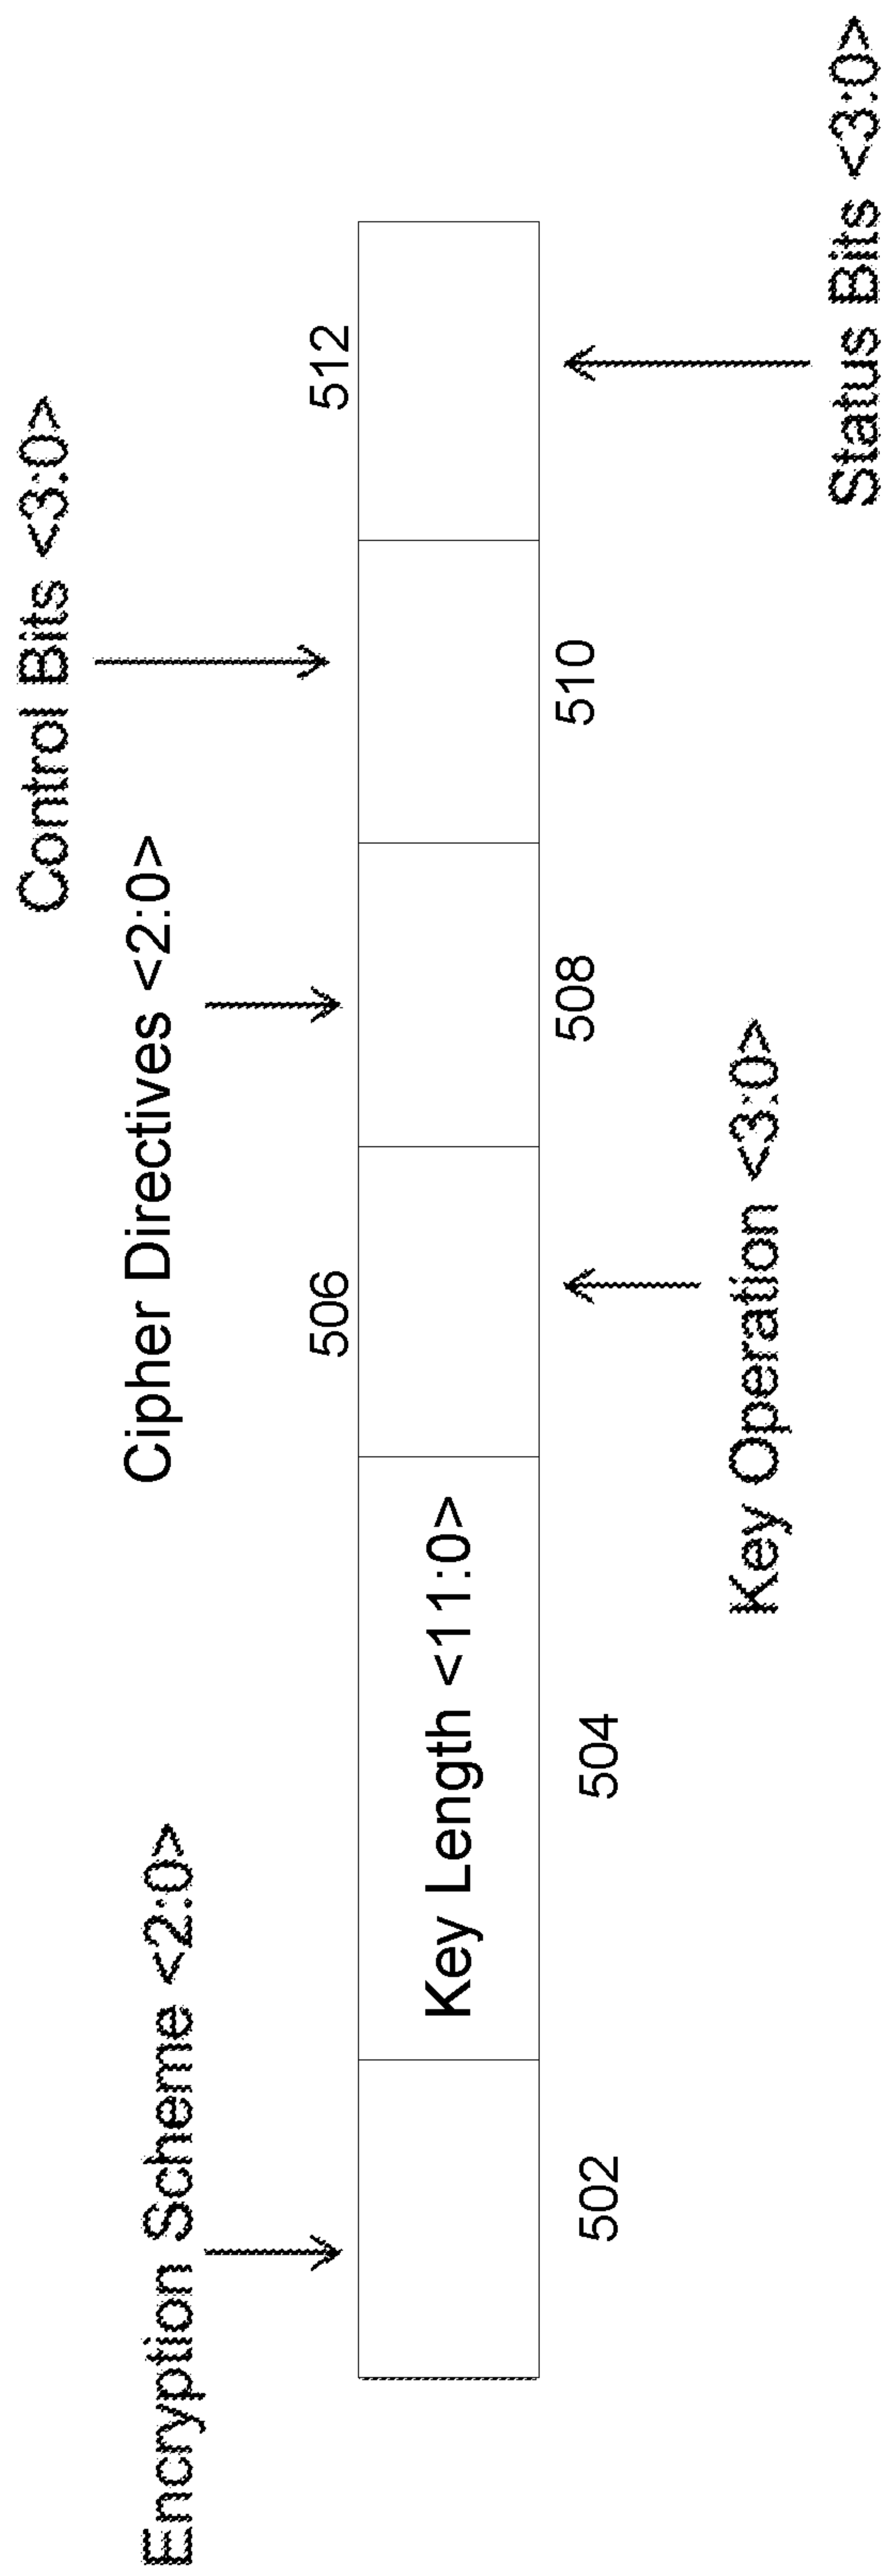 Control Bits <3:0>
Cipher Directives <2:0>
Encryption Scheme <2:0>
506
512
Key Length <11:0>
502
504
508
510
Key Operation <3:0>
Status Bits <3:0>